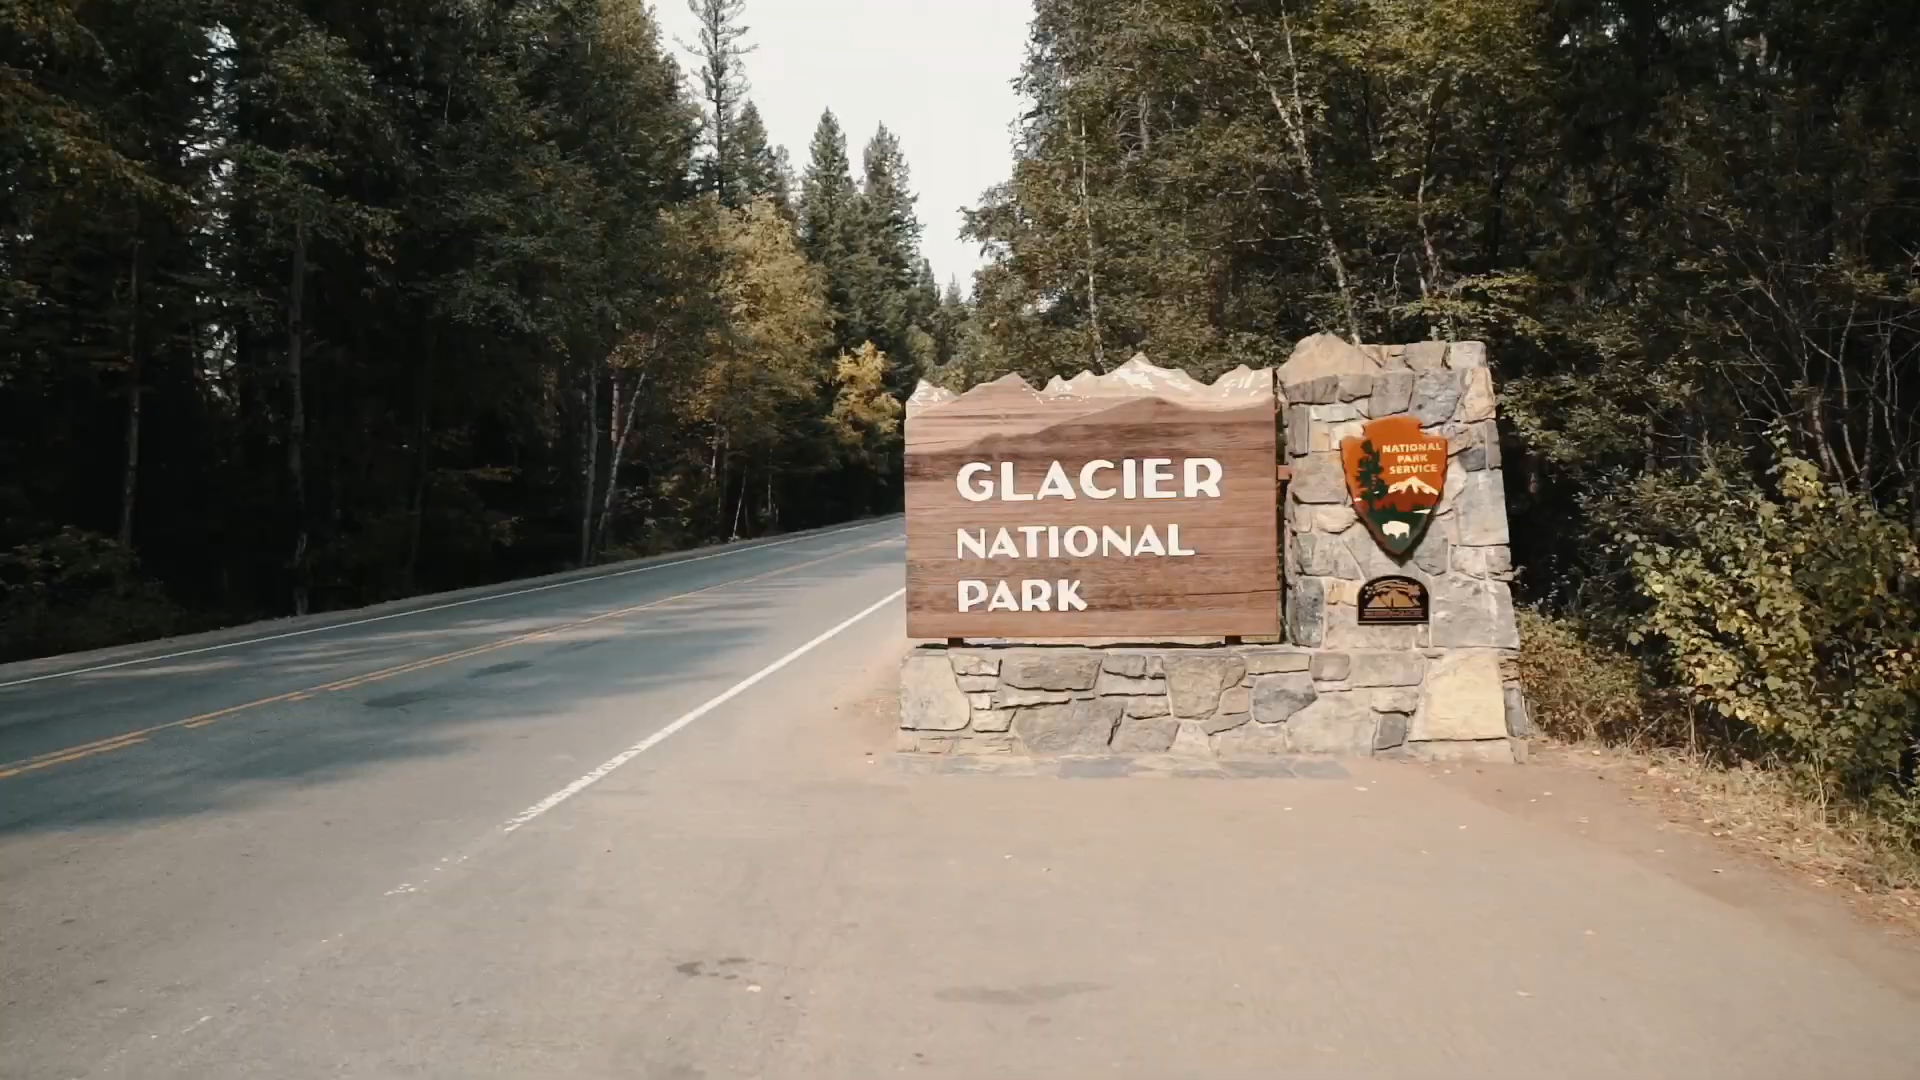 GLACIER
NATIONAL
PARK
NATIONAL
PARK
SERVICE